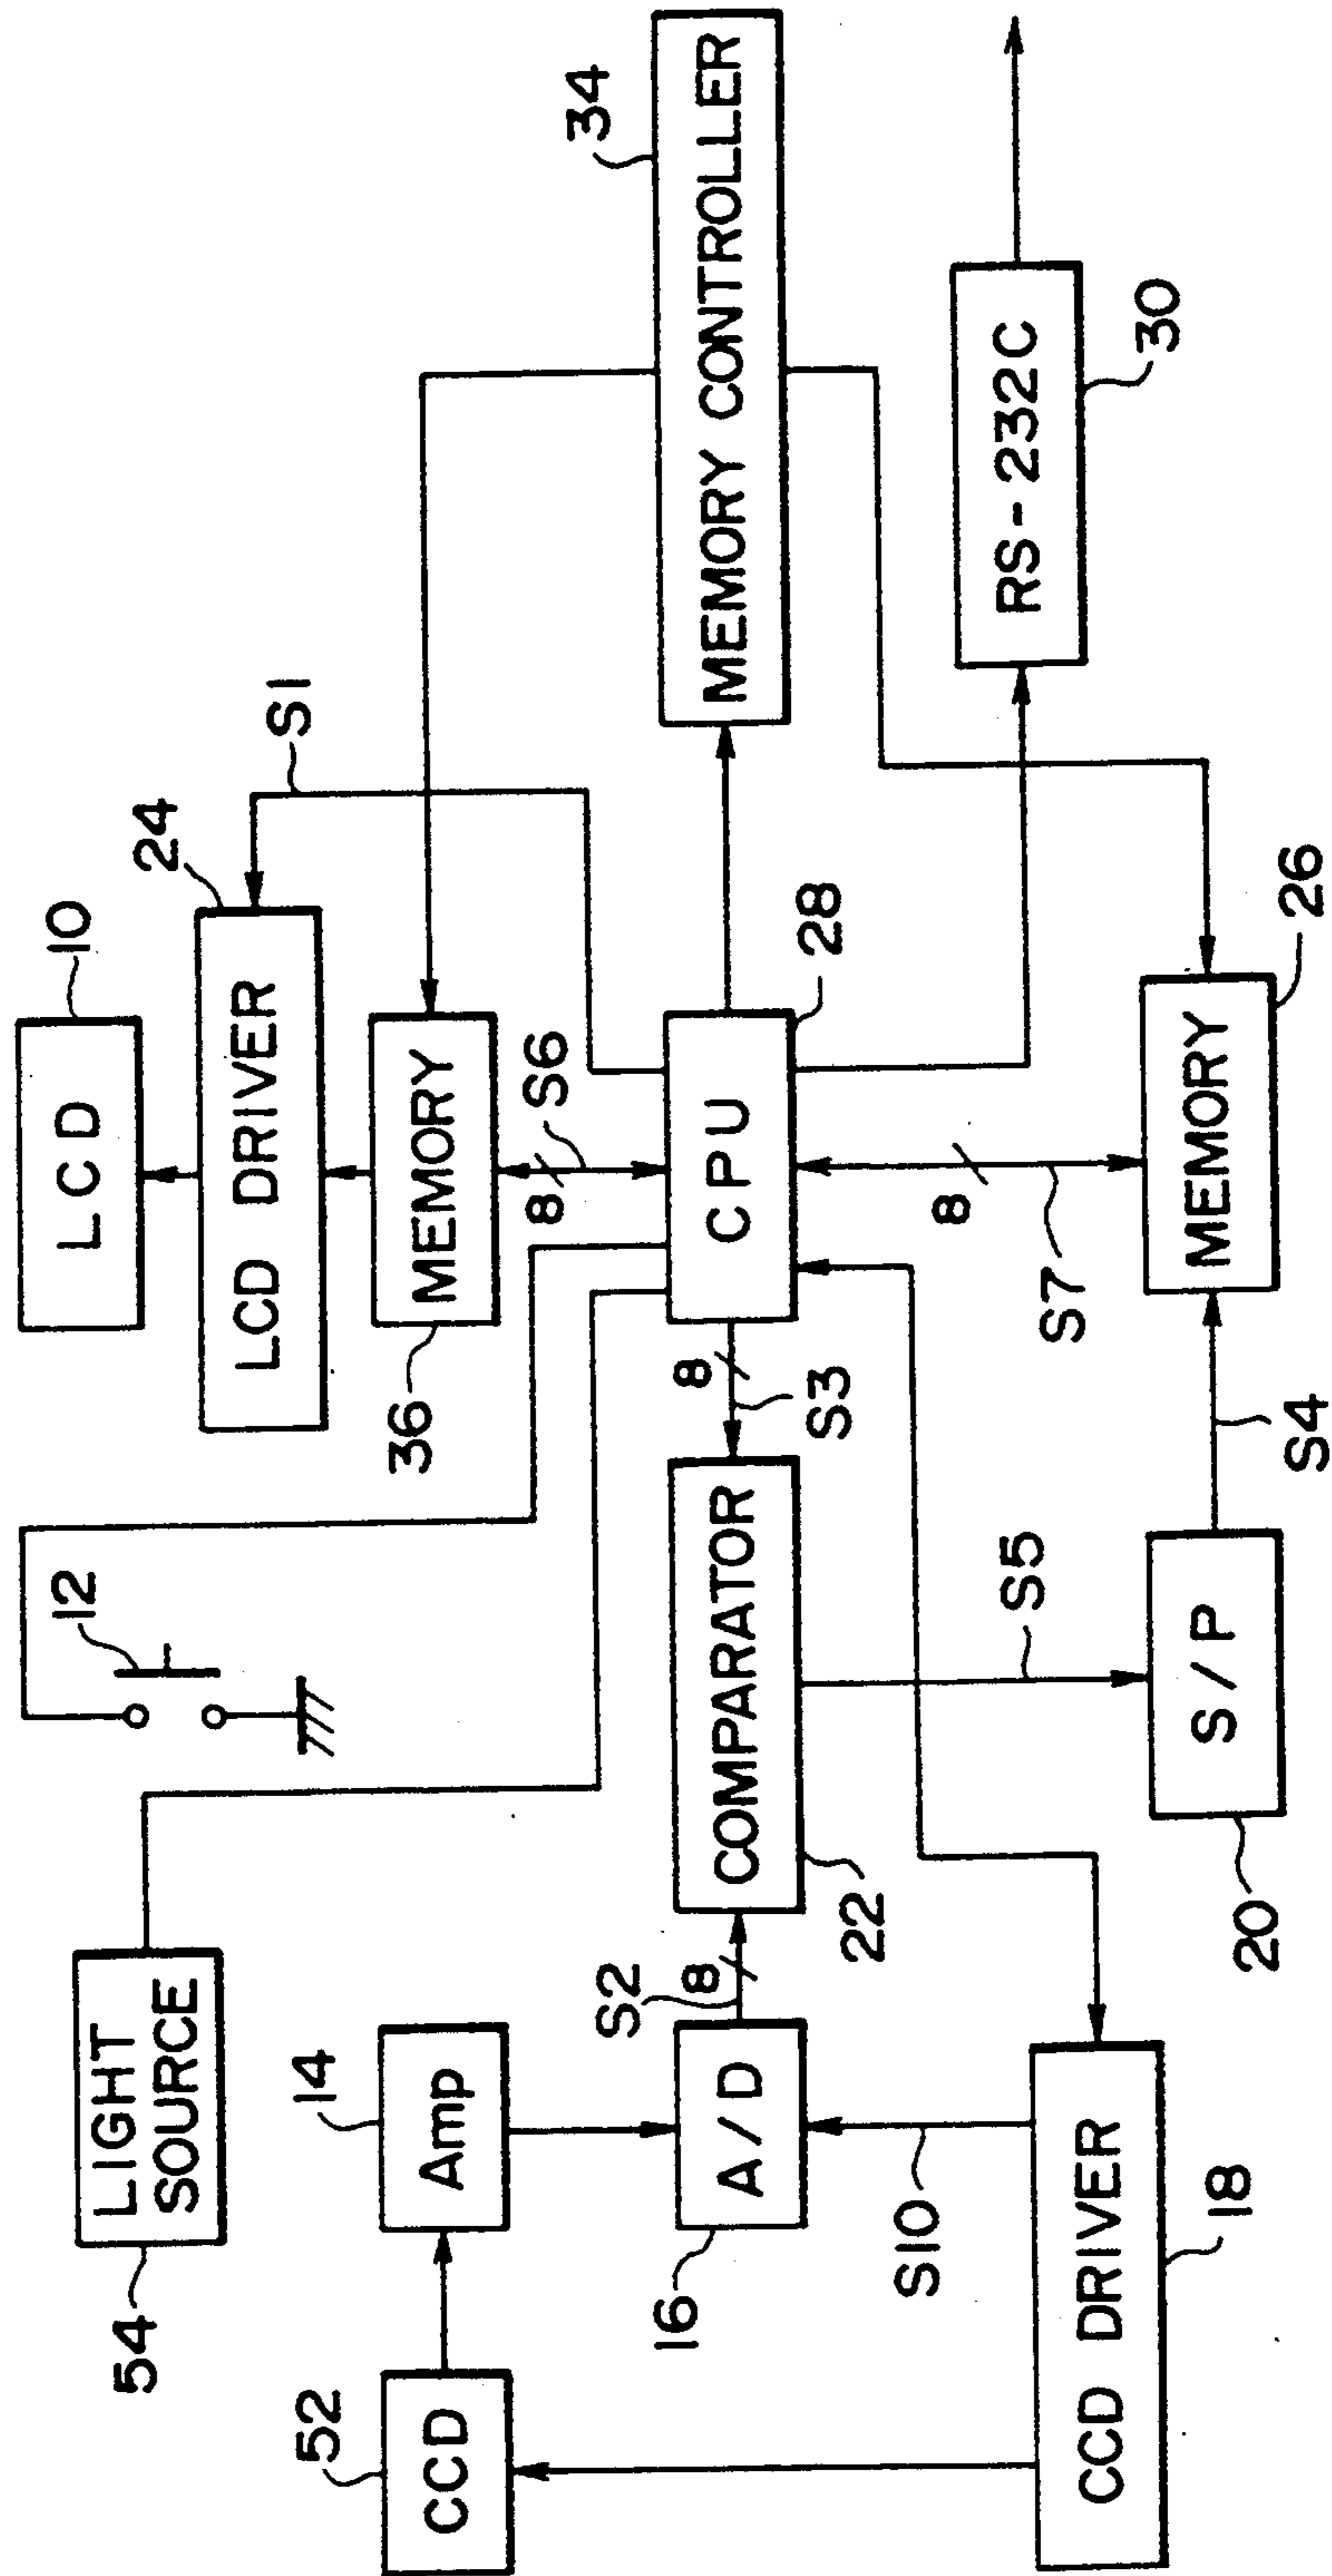 LIGHT
SOURCE
54
12
LCD
10
LCD DRIVER
24
S1
MEMORY
36
8
S6
34
MEMORY CONTROLLER
52
CCD
14
Amp
16
A/D
S2
8
COMPARATOR
22
8
S3
CPU
28
S10
CCD DRIVER
18
S5
S/P
20
S4
8
S7
MEMORY
26
RS-232C
30